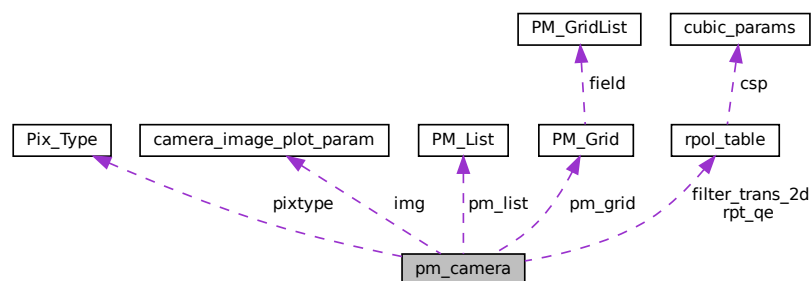 PM_GridList
cubic_params
field
csp
Pix_Type
camera_image_plot_param
PM_List
PM_Grid
rpol_table
pixtype
img
pm_list
pm_grid
filter_trans_2d
rpt_qe
pm_camera